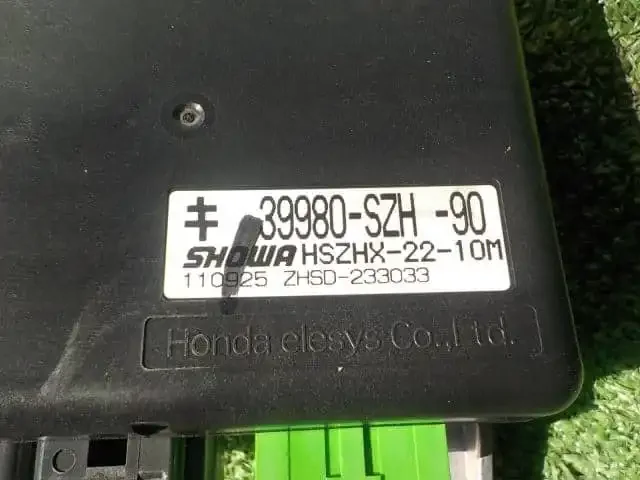 キ 39980-SZH -90
SHOWA HSZHX-22-10M
110925 ZHSD-233033
Honda elesys Co.,Ltd.